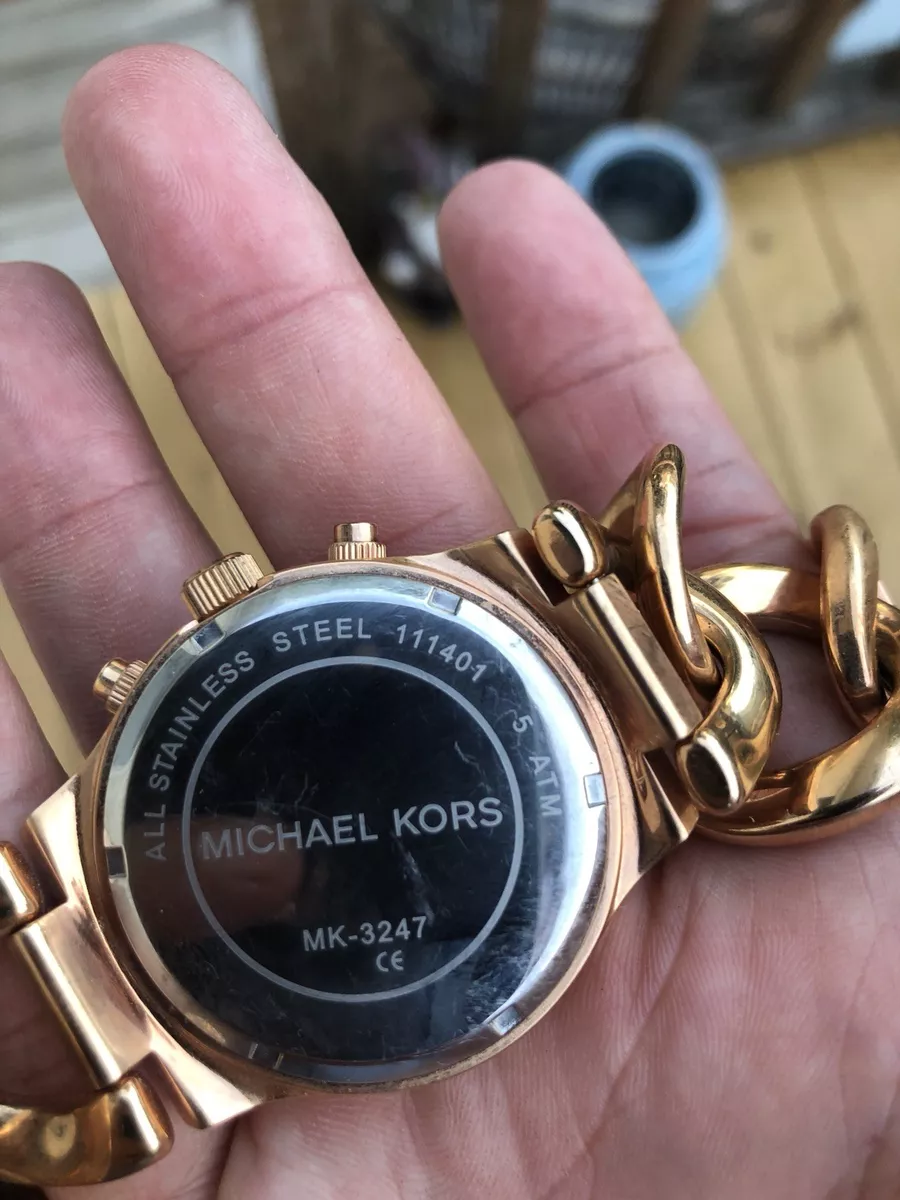 ALL STAINLESS STEEL 111401 5 ATM
MICHAEL KORS
MK-3247
CE